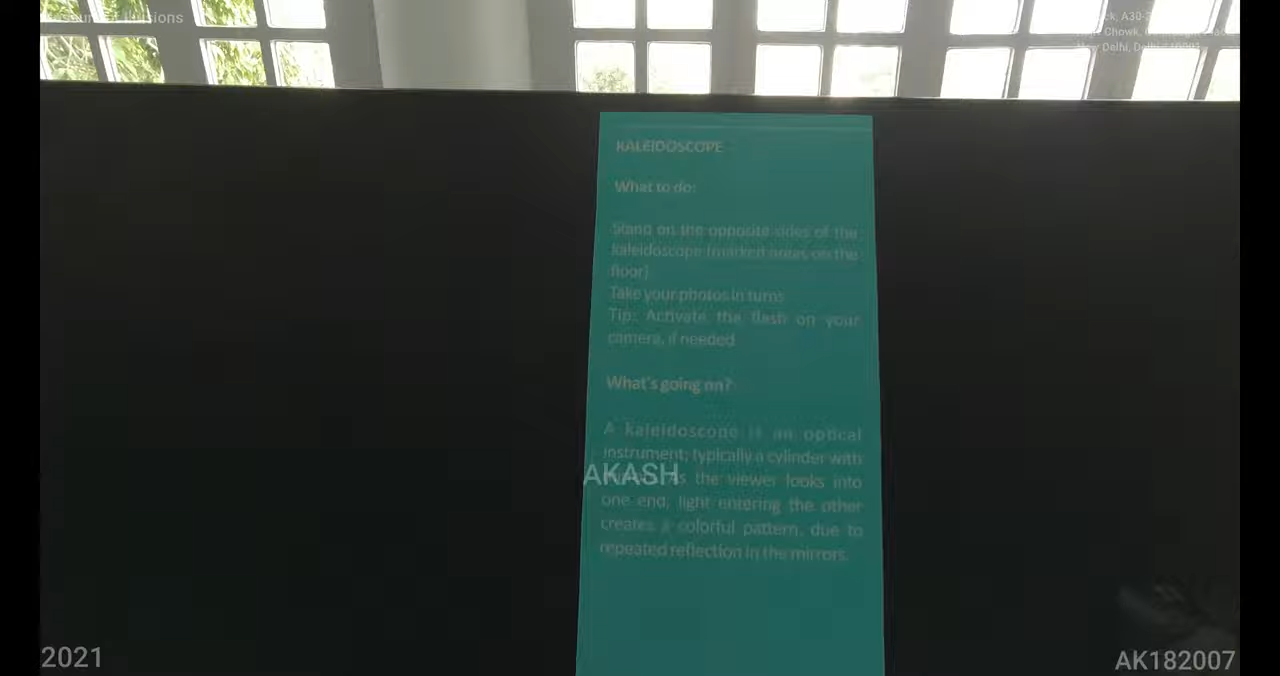 KALEIDOSCOPE
What to do:
Stand on the opposite sides of the
kaleidoscope (marked areas on the
floor)
Take your photos in turns
Tip: Activate the flash on your
camera, if needed
What's going on?
A kaleidoscope is an optical
instrument; typically a cylinder with
As the viewer looks into
AKASH
one end, light entering the other
creates a colorful pattern, due to
repeated reflection in the mirrors.
2021
AK182007